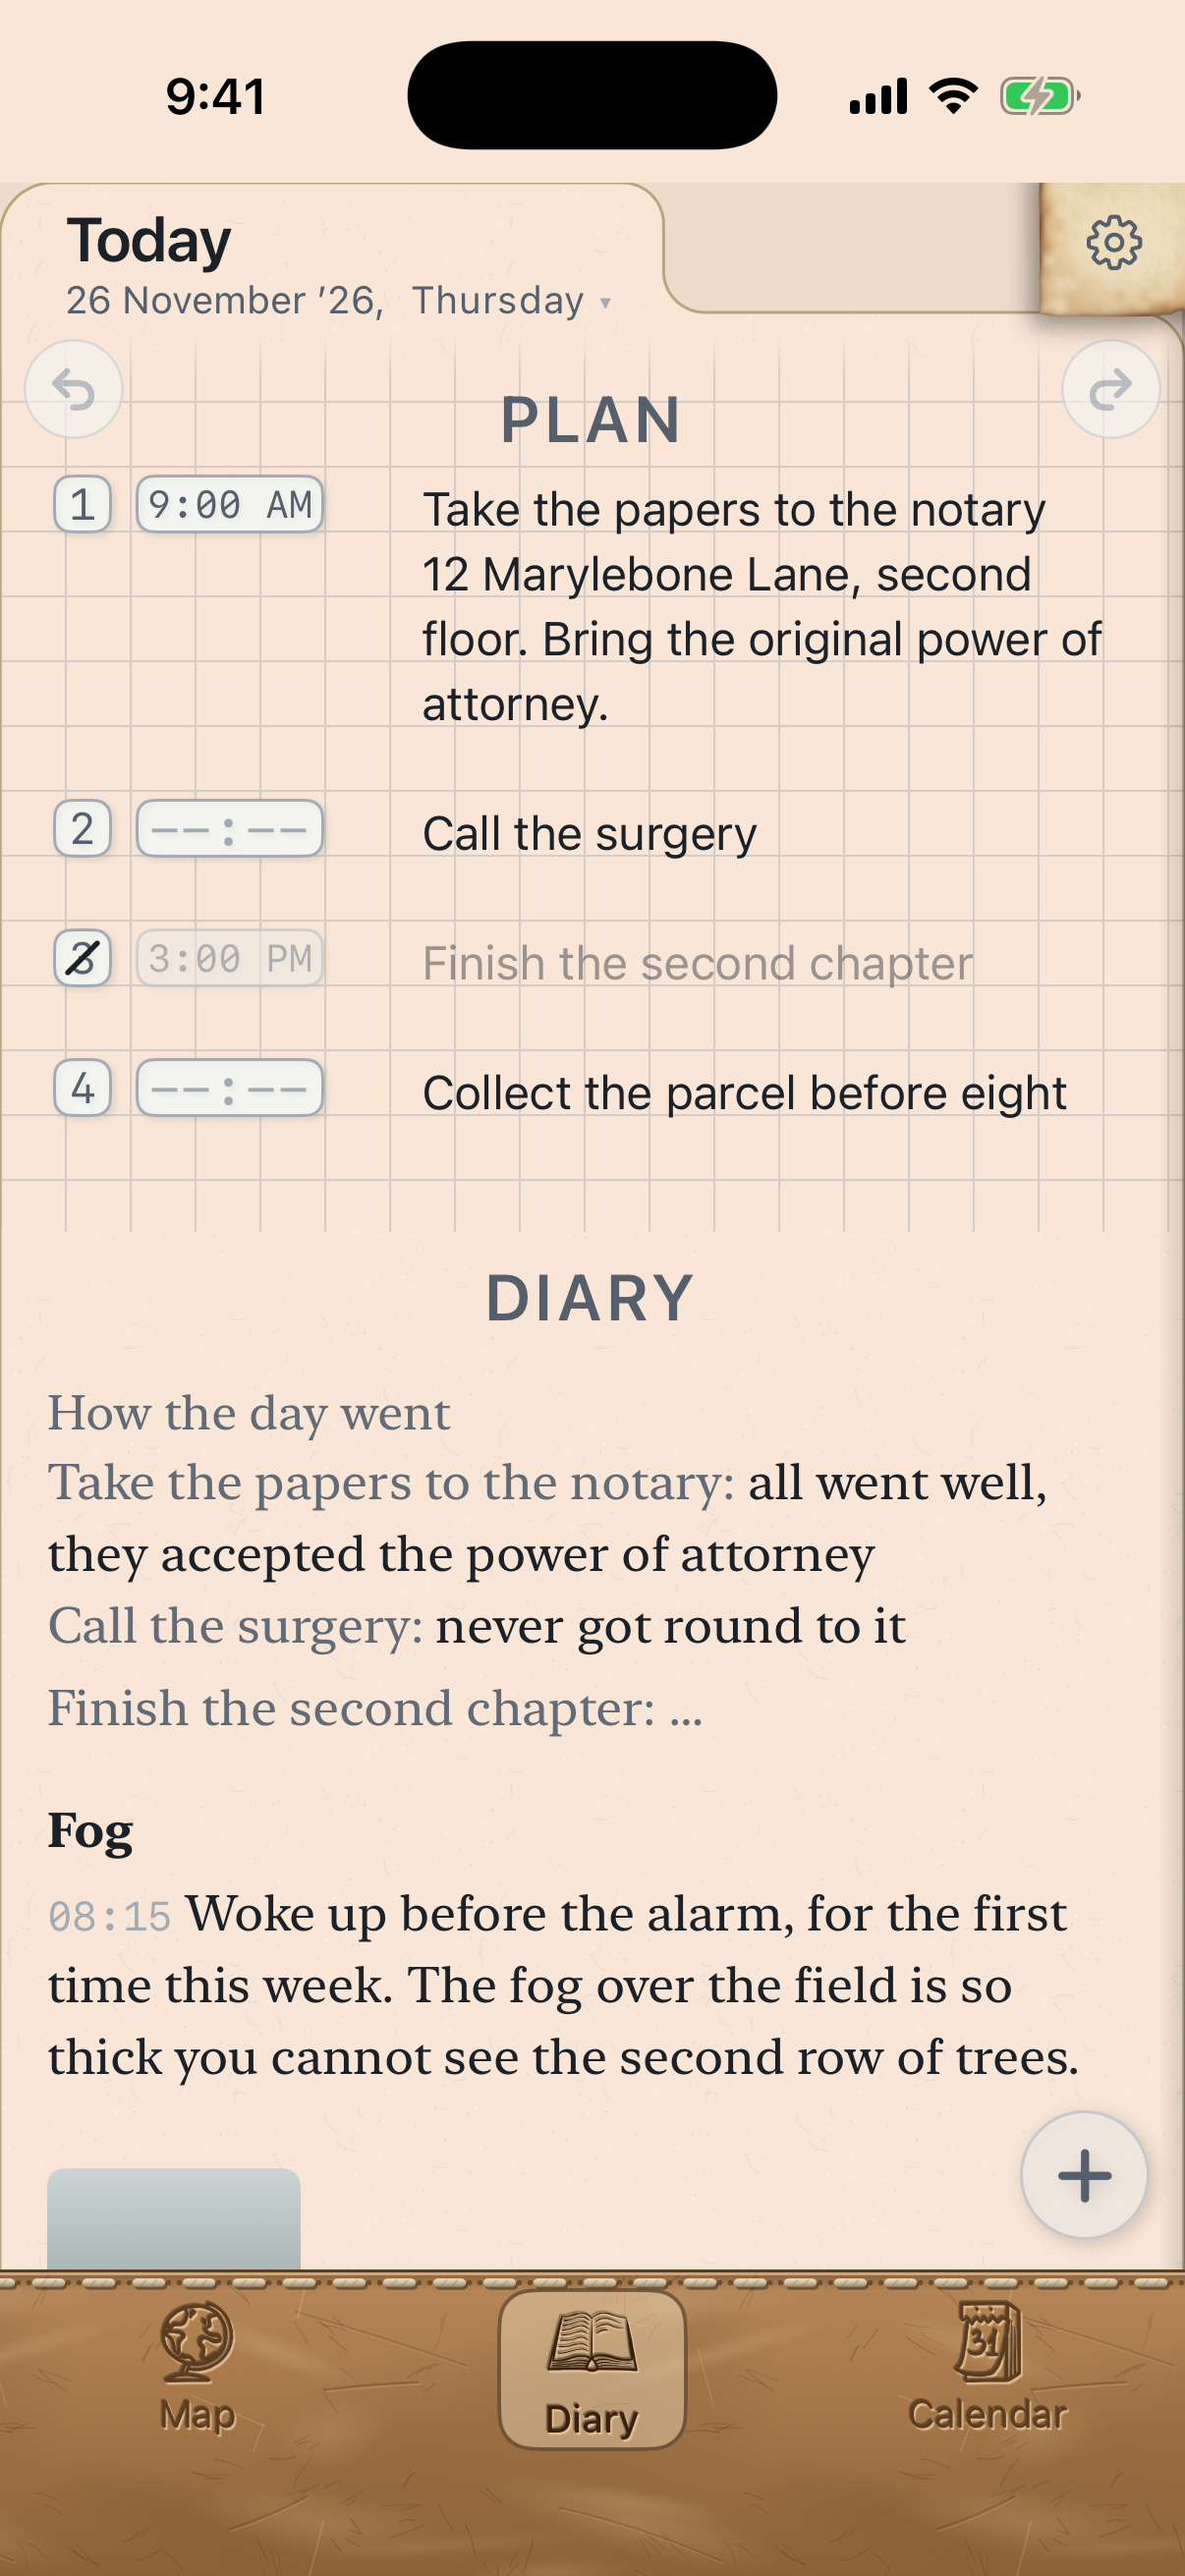 9:41
Today
26 November ’26, Thursday
PLAN
1 9:00 AM Take the papers to the notary
12 Marylebone Lane, second
floor. Bring the original power of
attorney.
2 --:-- Call the surgery
3 3:00 PM Finish the second chapter
4 --:-- Collect the parcel before eight
DIARY
How the day went
Take the papers to the notary: all went well,
they accepted the power of attorney
Call the surgery: never got round to it
Finish the second chapter: ...
Fog
08:15 Woke up before the alarm, for the first
time this week. The fog over the field is so
thick you cannot see the second row of trees.
31
Map Diary Calendar